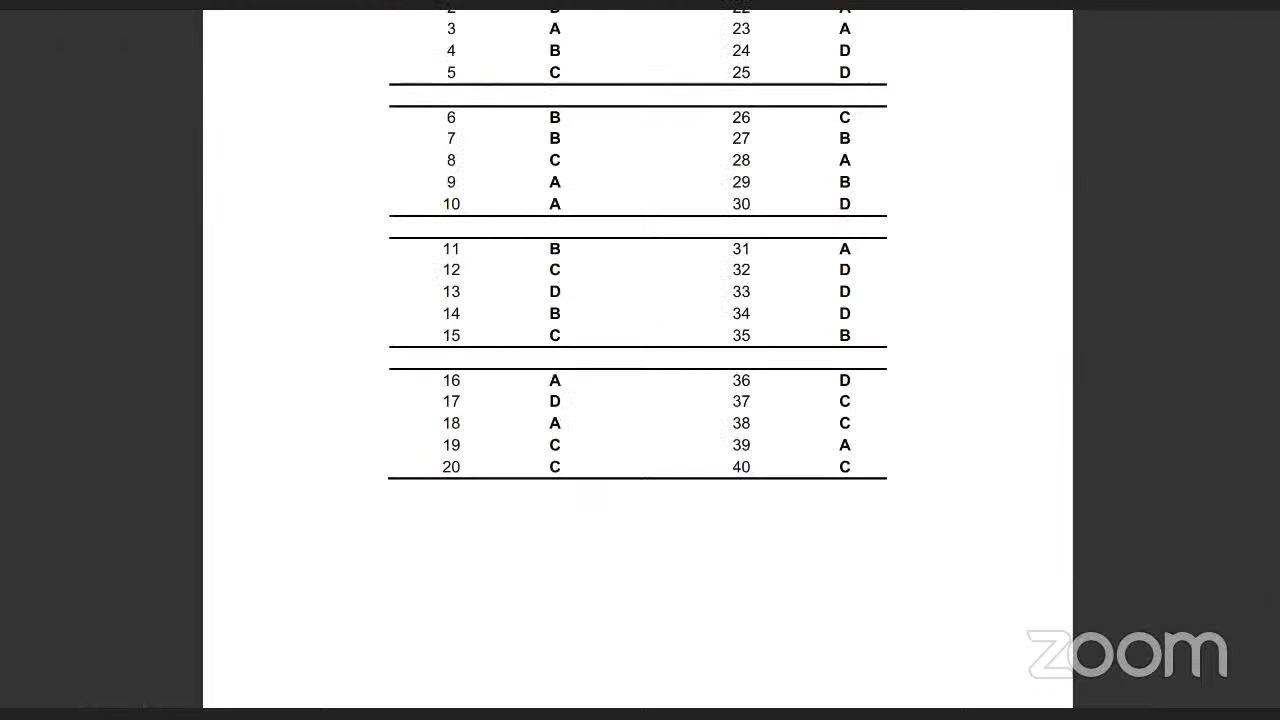 3 A 23 A
4 B 24 D
5 C 25 D
6 B 26 C
7 B 27 B
8 C 28 A
9 A 29 B
10 A 30 D
11 B 31 A
12 C 32 D
13 D 33 D
14 B 34 D
15 C 35 B
16 A 36 D
17 D 37 C
18 A 38 C
19 C 39 A
20 C 40 C
zoom